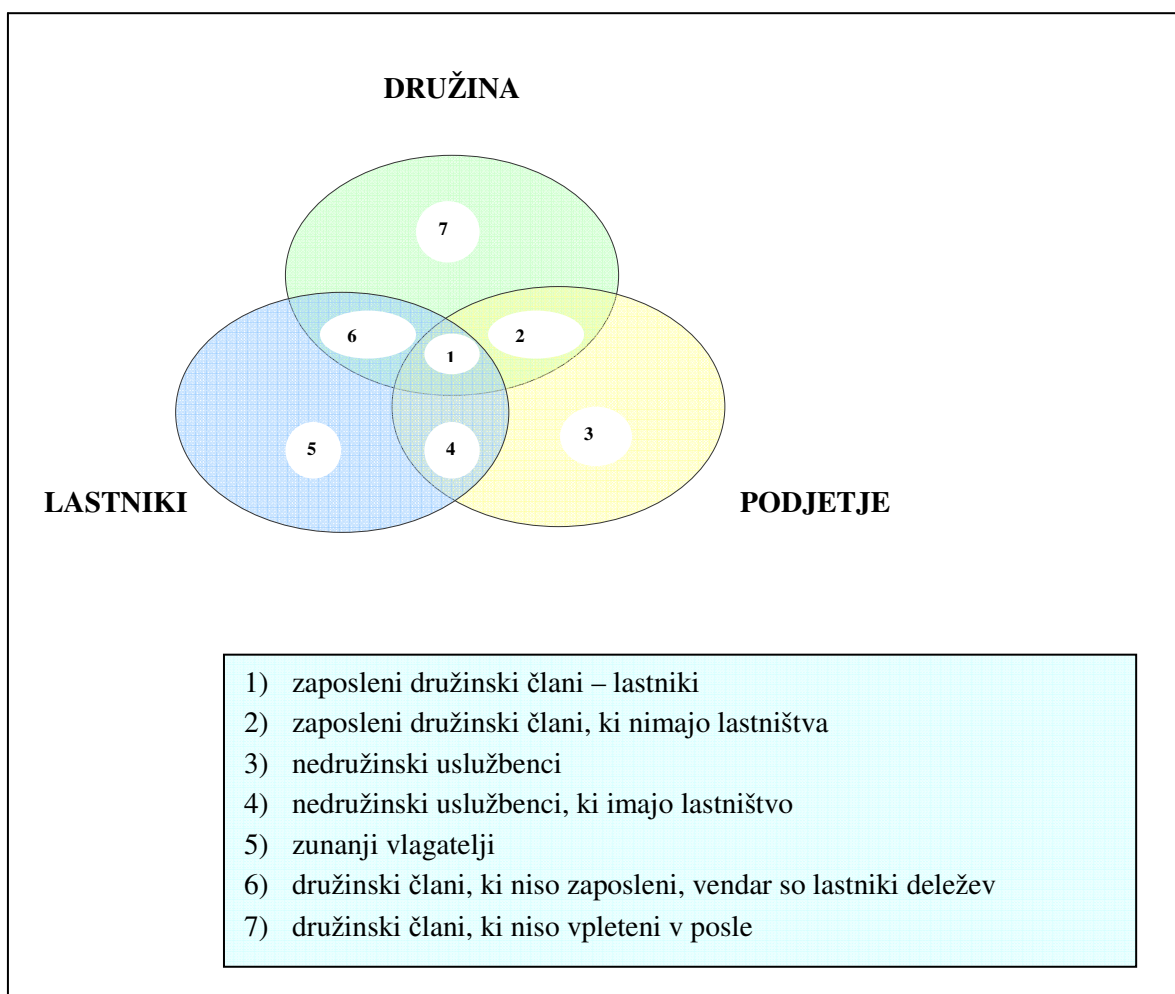 DRUŽINA
7
6
2
1
5
4
3
LASTNIKI
PODJETJE
1) zaposleni družinski člani – lastniki
2) zaposleni družinski člani, ki nimajo lastništva
3) nedružinski uslužbenci
4) nedružinski uslužbenci, ki imajo lastništvo
5) zunanji vlagatelji
6) družinski člani, ki niso zaposleni, vendar so lastniki deležev
7) družinski člani, ki niso vpleteni v posle